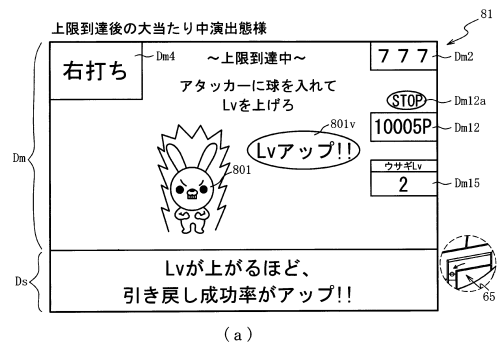 上限到達後の大当たり中演出態様
81
右打ち
Dm4
～上限到達中～
777
Dm2
アタッカーに球を入れて
Lvを上げろ
STOP
Dm12a
801v
10005P
Dm12
Dm
Lvアップ!!
801
ウサギLv
2
Dm15
Ds
Lvが上がるほど、
引き戻し成功率がアップ!!
65
(a)